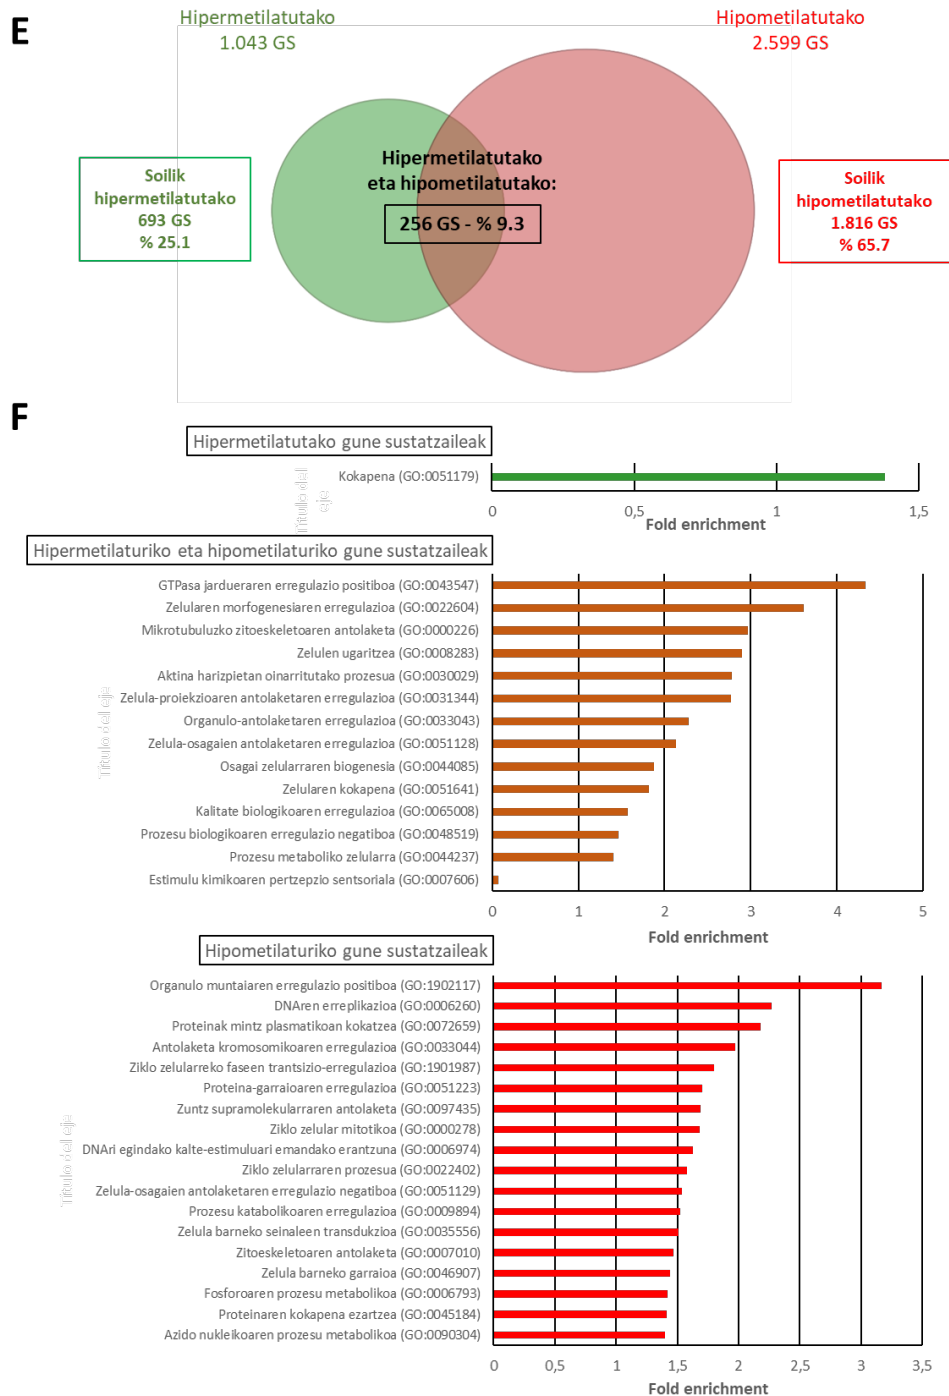 E
Hipermetilatutako
1.043 GS
Hipometilatutako
2.599 GS
Soilik
hipermetilatutako
693 GS
% 25.1
Hipermetilatutako
eta hipometilatutako:
256 GS - % 9.3
Soilik
hipometilatutako
1.816 GS
% 65.7
F
Hipermetilatutako gune sustatzaileak
Título del
eje
Kokapena (GO:0051179)
0 0,5 1 1,5
Fold enrichment
Hipermetilaturiko eta hipometilaturiko gune sustatzaileak
Título del eje
GTPasa jardueraren erregulazio positiboa (GO:0043547)
Zelularen morfogenesiaren erregulazioa (GO:0022604)
Mikrotubuluzko zitoeskeletoaren antolaketa (GO:0000226)
Zelulen ugaritzea (GO:0008283)
Aktina harizpietan oinarritutako prozesua (GO:0030029)
Zelula-proiekzioaren antolaketaren erregulazioa (GO:0031344)
Organulo-antolaketaren erregulazioa (GO:0033043)
Zelula-osagaien antolaketaren erregulazioa (GO:0051128)
Osagai zelularraren biogenesia (GO:0044085)
Zelularen kokapena (GO:0051641)
Kalitate biologikoaren erregulazioa (GO:0065008)
Prozesu biologikoaren erregulazio negatiboa (GO:0048519)
Prozesu metaboliko zelularra (GO:0044237)
Estimulu kimikoaren pertzepzio sentsoriala (GO:0007606)
0 1 2 3 4 5
Fold enrichment
Hipometilaturiko gune sustatzaileak
Título del eje
Organulo muntaiaren erregulazio positiboa (GO:1902117)
DNAren erreplikazioa (GO:0006260)
Proteinak mintz plasmatikoan kokatzea (GO:0072659)
Antolaketa kromosomikoaren erregulazioa (GO:0033044)
Ziklo zelularreko faseen trantsizio-erregulazioa (GO:1901987)
Proteina-garraioaren erregulazioa (GO:0051223)
Zuntz supramolekularraren antolaketa (GO:0097435)
Ziklo zelular mitotikoa (GO:0000278)
DNAri egindako kalte-estimuluari emandako erantzuna (GO:0006974)
Ziklo zelularraren prozesua (GO:0022402)
Zelula-osagaien antolaketaren erregulazio negatiboa (GO:0051129)
Prozesu katabolikoaren erregulazioa (GO:0009894)
Zelula barneko seinaleen transdukzioa (GO:0035556)
Zitoeskeletoaren antolaketa (GO:0007010)
Zelula barneko garraioa (GO:0046907)
Fosforoaren prozesu metabolikoa (GO:0006793)
Proteinaren kokapena ezartzea (GO:0045184)
Azido nukleikoaren prozesu metabolikoa (GO:0090304)
0 0,5 1 1,5 2 2,5 3 3,5
Fold enrichment